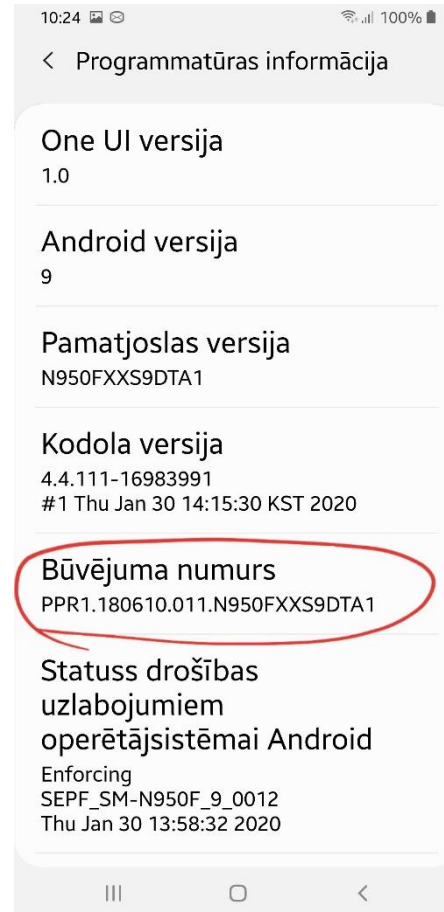 10:24 100%
Programmatūras informācija
One UI versija
1.0
Android versija
9
Pamatjoslas versija
N950FXXS9DTA1
Kodola versija
4.4.111-16983991
#1 Thu Jan 30 14:15:30 KST 2020
Būvējuma numurs
PPR1.180610.011.N950FXXS9DTA1
Statuss drošības
uzlabojumiem
operētājsistēmai Android
Enforcing
SEPF_SM-N950F_9_0012
Thu Jan 30 13:58:32 2020